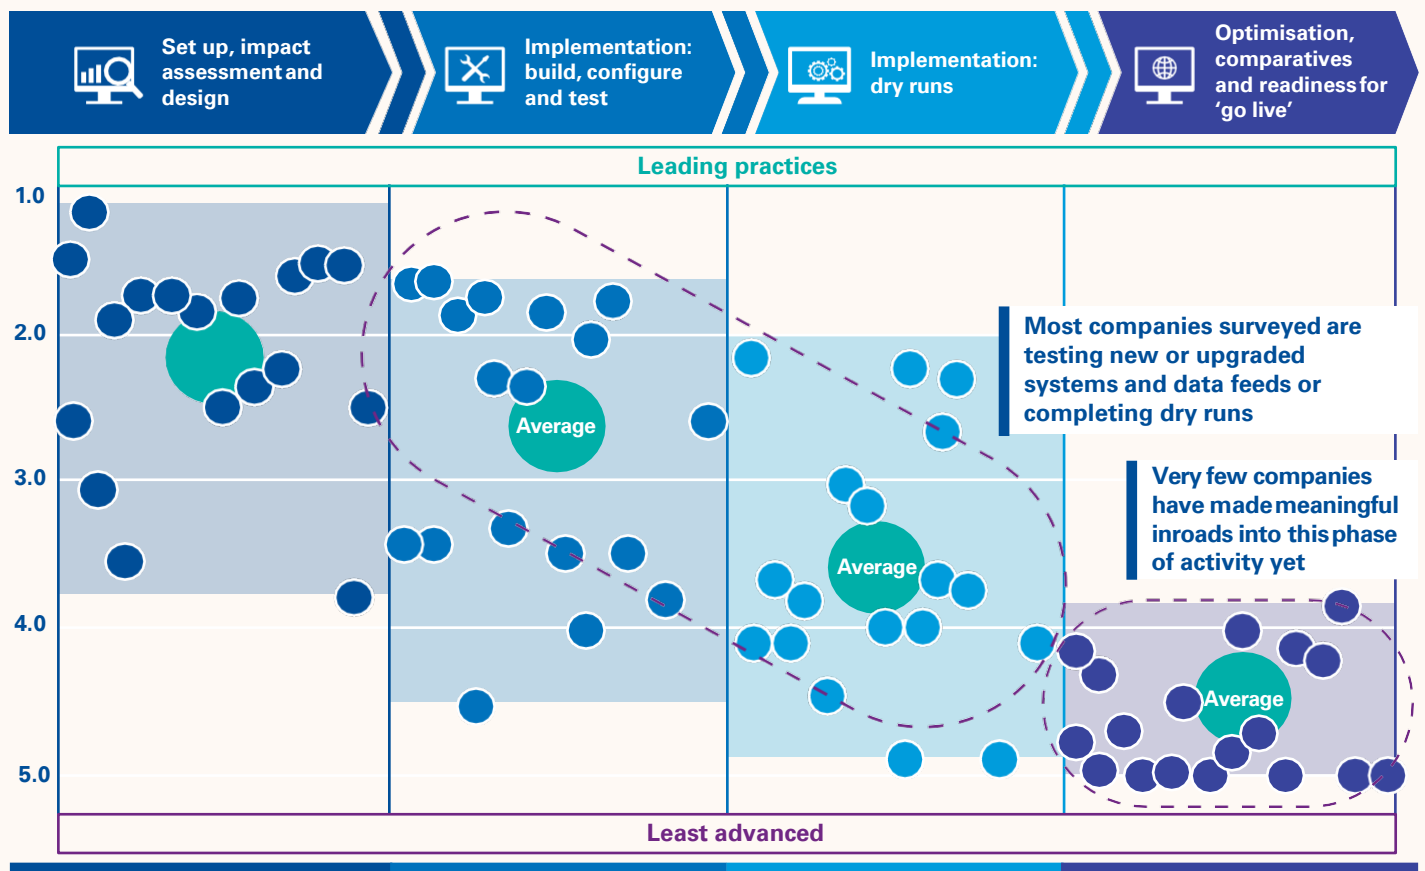 Set up, impact
assessment and
design
Implementation:
build, configure
and test
Implementation:
dry runs
Optimisation,
comparatives
and readiness for
‘go live’
Leading practices
1.0
2.0
3.0
4.0
5.0
Average
Average
Average
Most companies surveyed are
testing new or upgraded
systems and data feeds or
completing dry runs
Very few companies
have made meaningful
inroads into this phase
of activity yet
Least advanced